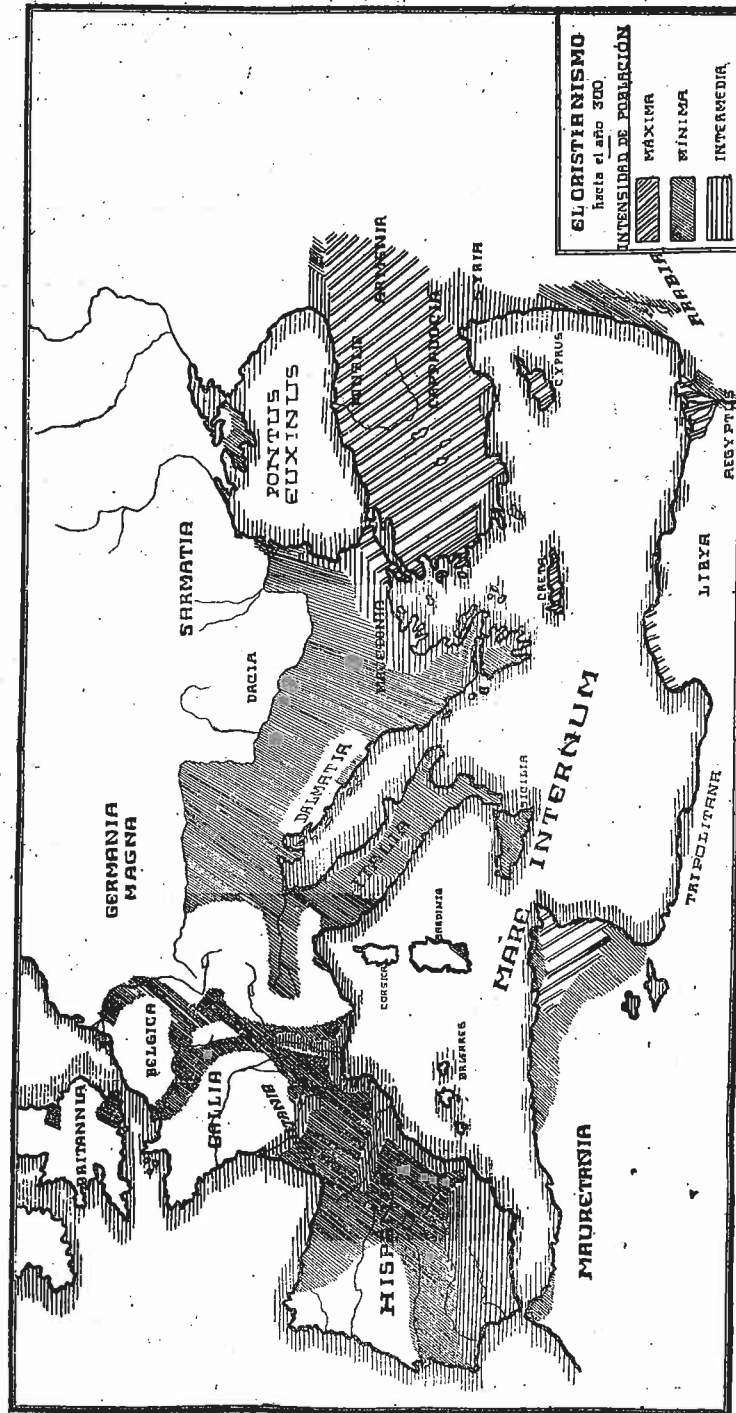 EL CRISTIANISMO
hacia el año 300
INTENSIDAD DE POBLACIÓN
MÁXIMA
MÍNIMA
INTERMEDIA
BRITANNIA
BELGICA
GALLIA
HISPANIA
GERMANIA
MAGNA
SARMATIA
DACIA
DALMATIA
ITALIA
MACEDONIA
PONTUS
EUXINUS
ARMENIA
CAPPADOCIA
SYRIA
ARABIA
CYPRUS
CRETA
SICILIA
CORSICA
SARDINIA
BALEARES
MARE INTERNUM
MAURETANIA
TRIPOLITANA
LIBYA
AEGYPTUS